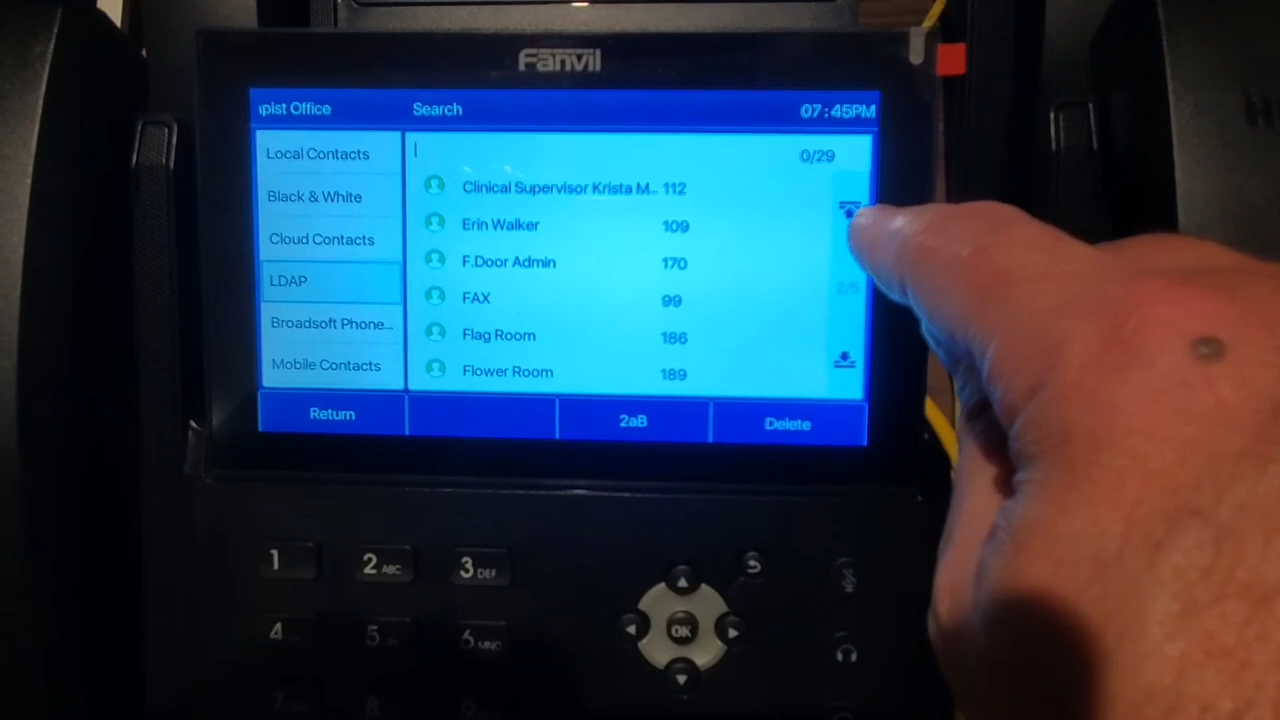 Fanvil
ıpist Office Search 07:45PM
Local Contacts
Black & White
Cloud Contacts
LDAP
Broadsoft Phone...
Mobile Contacts
0/29
Clinical Supervisor Krista M... 112
Erin Walker 109
F.Door Admin 170
FAX 99
Flag Room 186
Flower Room 189
2/5
Return 2aB Delete
1 2 ABC 3 DEF
4 5 6 MNO
OK